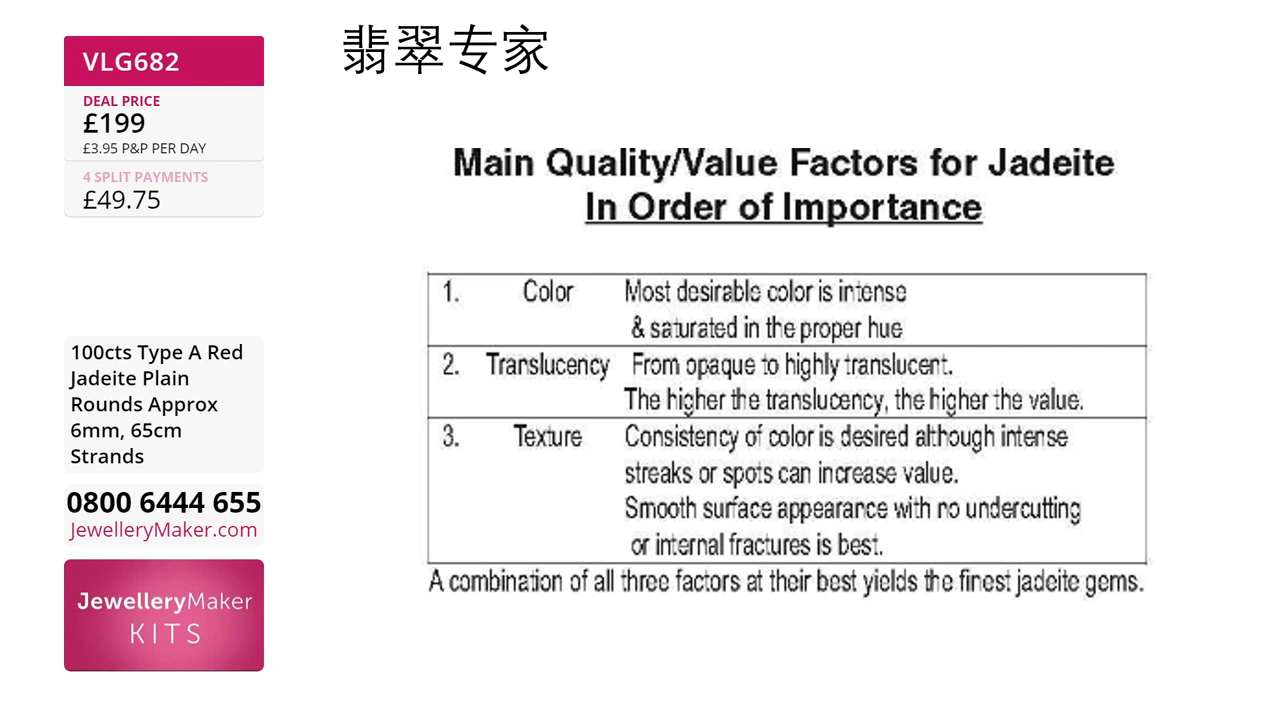 VLG682
DEAL PRICE
£199
£3.95 P&P PER DAY
4 SPLIT PAYMENTS
£49.75
100cts Type A Red
Jadeite Plain
Rounds Approx
6mm, 65cm
Strands
0800 6444 655
JewelleryMaker.com
JewelleryMaker
KITS
翡翠专家
Main Quality/Value Factors for Jadeite
In Order of Importance
1. Color Most desirable color is intense
& saturated in the proper hue
2. Translucency From opaque to highly translucent.
The higher the translucency, the higher the value.
3. Texture Consistency of color is desired although intense
streaks or spots can increase value.
Smooth surface appearance with no undercutting
or internal fractures is best.
A combination of all three factors at their best yields the finest jadeite gems.